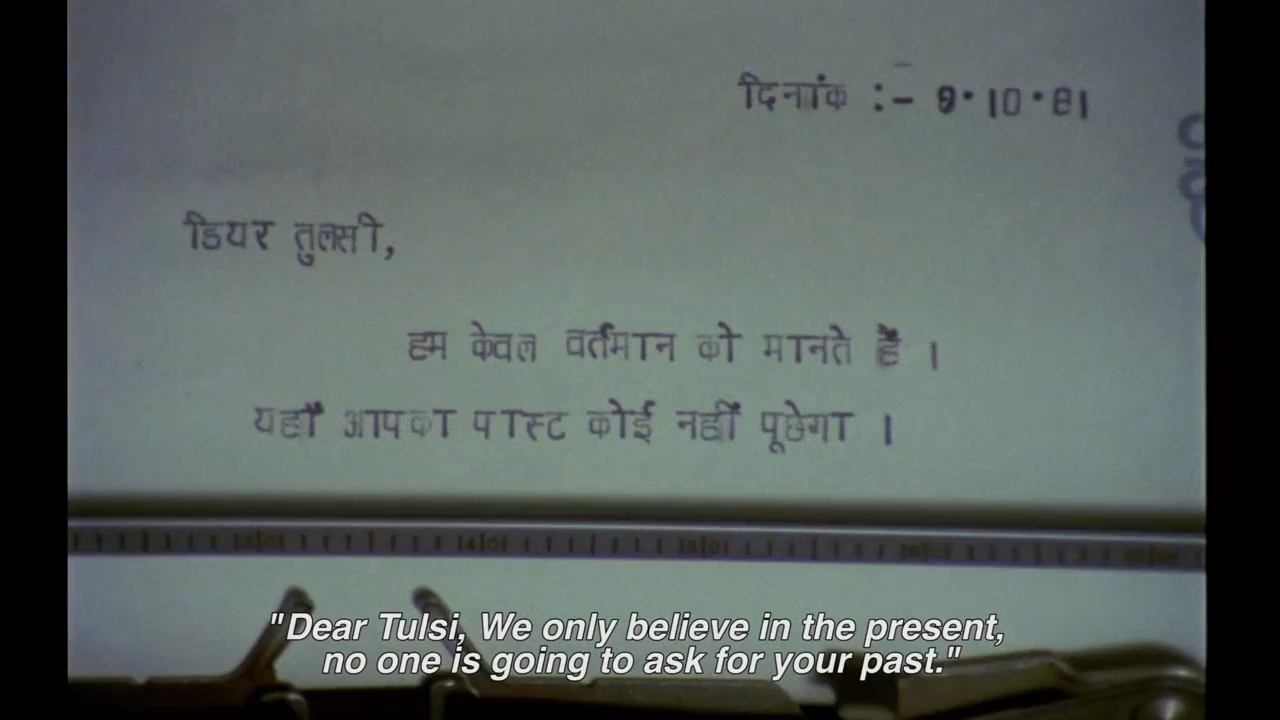 दिनांक :- 9·10·81
डियर तुलसी,
हम केवल वर्तमान को मानते हैं ।
यहाँ आपका पास्ट कोई नहीं पूछेगा ।
"Dear Tulsi, We only believe in the present,
no one is going to ask for your past."